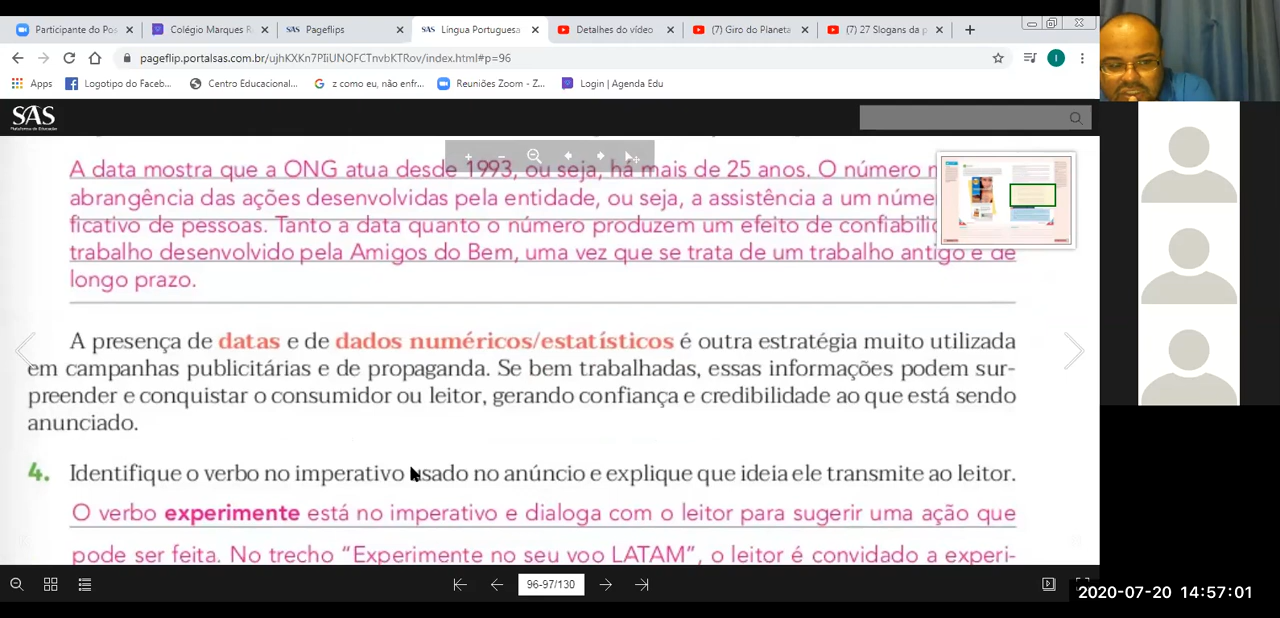 Participante do Pos
Colégio Marques R
SAS Pageflips
SAS Língua Portuguesa
Detalhes do vídeo
(7) Giro do Planeta
(7) 27 Slogans da p
pageflip.portalsas.com.br/
index.html#p=96
Apps
Logotipo do Faceb...
Centro Educacional...
z como eu, não enfr...
Reuniões Zoom - Z...
Login | Agenda Edu
SAS
Plataforma de Educação
A data mostra que a ONG atua desde 1993, ou seja, há mais de 25 anos. O número
abrangência das ações desenvolvidas pela entidade, ou seja, a assistência a um núme
ficativo de pessoas. Tanto a data quanto o número produzem um efeito de confiabili
trabalho desenvolvido pela Amigos do Bem, uma vez que se trata de um trabalho antigo e de
longo prazo.
A presença de datas e de dados numéricos/estatísticos é outra estratégia muito utilizada
em campanhas publicitárias e de propaganda. Se bem trabalhadas, essas informações podem sur-
preender e conquistar o consumidor ou leitor, gerando confiança e credibilidade ao que está sendo
anunciado.
4. Identifique o verbo no imperativo usado no anúncio e explique que ideia ele transmite ao leitor.
O verbo experimente está no imperativo e dialoga com o leitor para sugerir uma ação que
pode ser feita. No trecho “Experimente no seu voo LATAM”, o leitor é convidado a experi-
96-97/130
2020-07-20 14:57:01